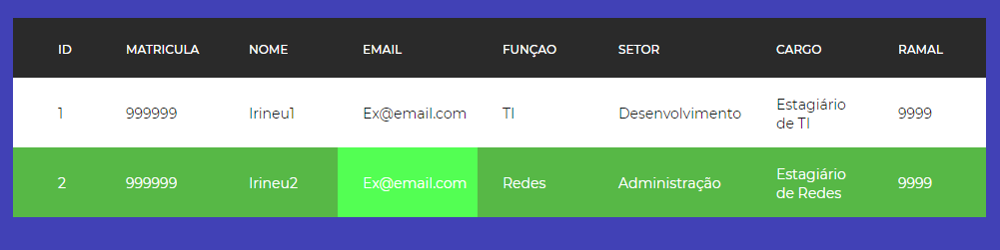 ID MATRICULA NOME EMAIL FUNÇAO SETOR CARGO RAMAL
1 999999 Irineu1 Ex@email.com TI Desenvolvimento Estagiário de TI 9999
2 999999 Irineu2 Ex@email.com Redes Administração Estagiário de Redes 9999